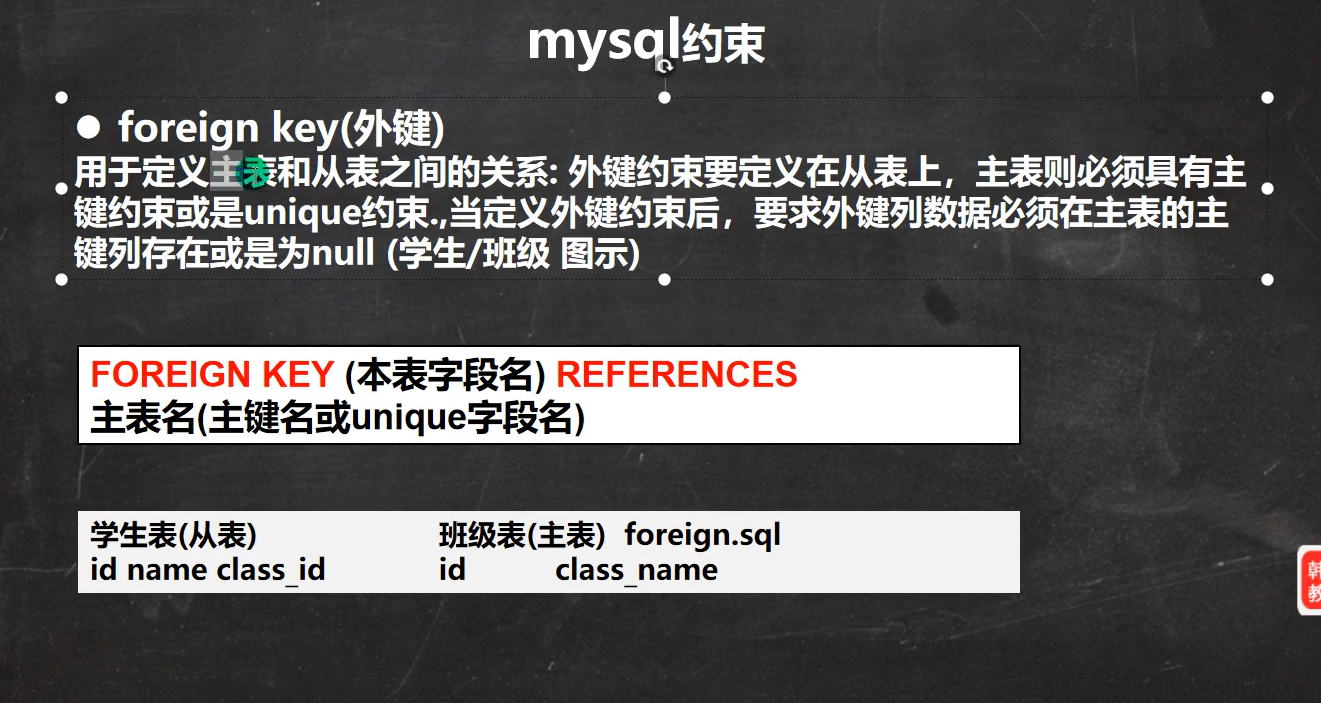 mysql约束
● foreign key(外键)
用于定义主表和从表之间的关系: 外键约束要定义在从表上，主表则必须具有主
键约束或是unique约束.,当定义外键约束后，要求外键列数据必须在主表的主
键列存在或是为null (学生/班级 图示)
FOREIGN KEY (本表字段名) REFERENCES
主表名(主键名或unique字段名)
学生表(从表) 班级表(主表) foreign.sql
id name class_id id class_name